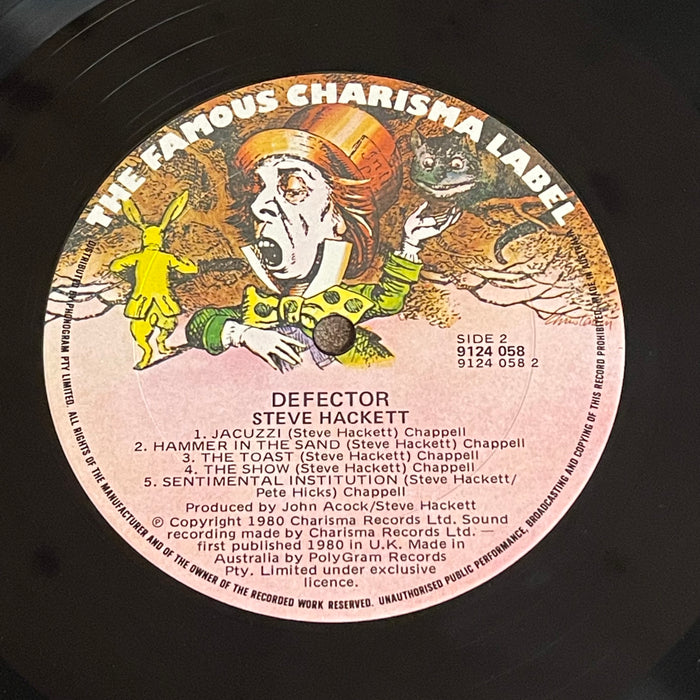 THE FAMOUS CHARISMA LABEL
SIDE 2
9124 058
9124 058 2
DEFECTOR
STEVE HACKETT
1. JACUZZI (Steve Hackett) Chappell
2. HAMMER IN THE SAND (Steve Hackett) Chappell
3. THE TOAST (Steve Hackett) Chappell
4. THE SHOW (Steve Hackett) Chappell
5. SENTIMENTAL INSTITUTION (Steve Hackett/
Pete Hicks) Chappell
Produced by John Acock/Steve Hackett
Ⓟ Copyright 1980 Charisma Records Ltd. Sound
recording made by Charisma Records Ltd. —
first published 1980 in U.K. Made in
Australia by PolyGram Records
Pty. Limited under exclusive
licence.
DISTRIBUTED BY PHONOGRAM PTY LIMITED. ALL RIGHTS OF THE MANUFACTURER AND OF THE OWNER OF THE RECORDED WORK RESERVED. UNAUTHORISED PUBLIC PERFORMANCE, BROADCASTING AND COPYING OF THIS RECORD PROHIBITED.